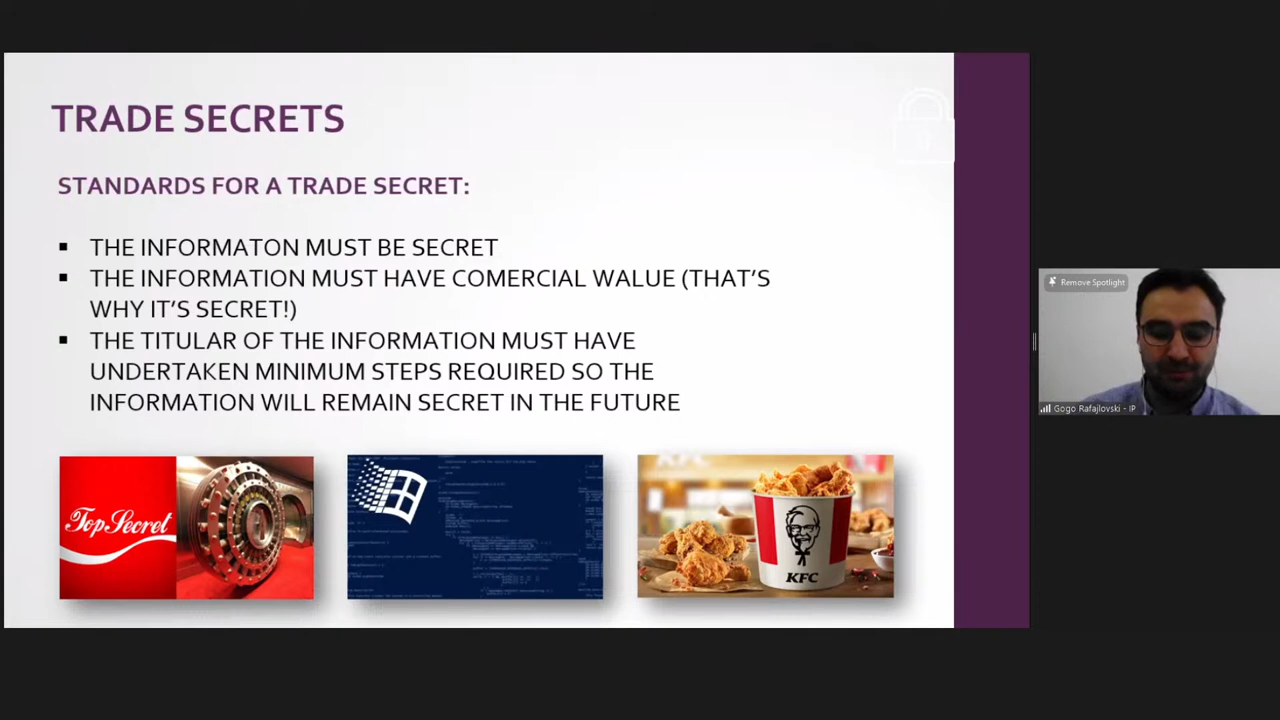 TRADE SECRETS
STANDARDS FOR A TRADE SECRET:
▪ THE INFORMATON MUST BE SECRET
▪ THE INFORMATION MUST HAVE COMERCIAL WALUE (THAT'S
WHY IT'S SECRET!)
▪ THE TITULAR OF THE INFORMATION MUST HAVE
UNDERTAKEN MINIMUM STEPS REQUIRED SO THE
INFORMATION WILL REMAIN SECRET IN THE FUTURE
Top Secret
KFC
KFC
Remove Spotlight
Gogo Rafajlovski - IP